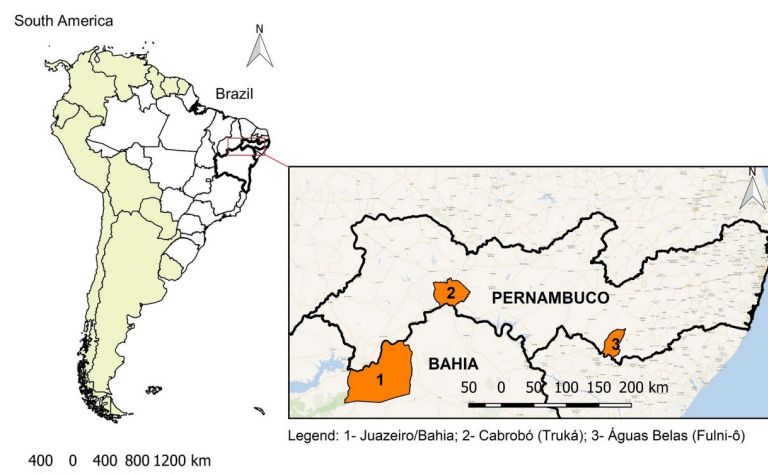 South America
N
Brazil
N
2
PERNAMBUCO
3
BAHIA
1
50 0 50 100 150 200 km
Legend: 1- Juazeiro/Bahia; 2- Cabrobó (Truká); 3- Águas Belas (Fulni-ô)
400 0 400 800 1200 km